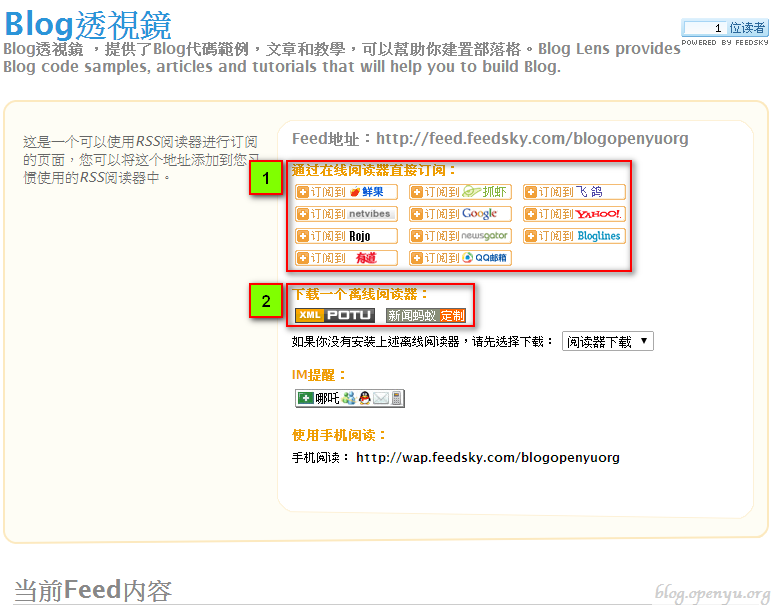 Blog透視鏡
1 位读者
POWERED BY FEEDSKY
Blog透視鏡 ，提供了Blog代碼範例，文章和教學，可以幫助你建置部落格。Blog Lens provides
Blog code samples, articles and tutorials that will help you to build Blog.
这是一个可以使用RSS阅读器进行订阅
的页面，您可以将这个地址添加到您习
惯使用的RSS阅读器中。
Feed地址：http://feed.feedsky.com/blogopenyuorg
1
通过在线阅读器直接订阅：
订阅到 鲜果 订阅到 抓虾 订阅到 飞鸽
订阅到 netvibes 订阅到 Google 订阅到 YAHOO!
订阅到 Rojo 订阅到 newsgator 订阅到 Bloglines
订阅到 有道 订阅到 QQ邮箱
2
下载一个离线阅读器：
XML POTU 新闻蚂蚁 定制
如果你没有安装上述离线阅读器，请先选择下载： 阅读器下载
IM提醒：
哪吒
使用手机阅读：
手机阅读： http://wap.feedsky.com/blogopenyuorg
当前Feed内容
blog.openyu.org